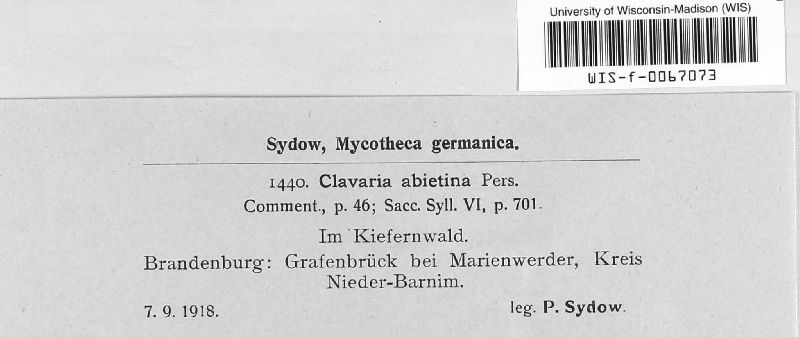 University of Wisconsin-Madison (WIS)
WIS-f-0067073
Sydow, Mycotheca germanica.
1440. Clavaria abietina Pers.
Comment., p. 46; Sacc. Syll. VI, p. 701.
Im Kiefernwald.
Brandenburg: Grafenbrück bei Marienwerder, Kreis
Nieder-Barnim.
7. 9. 1918. leg. P. Sydow.